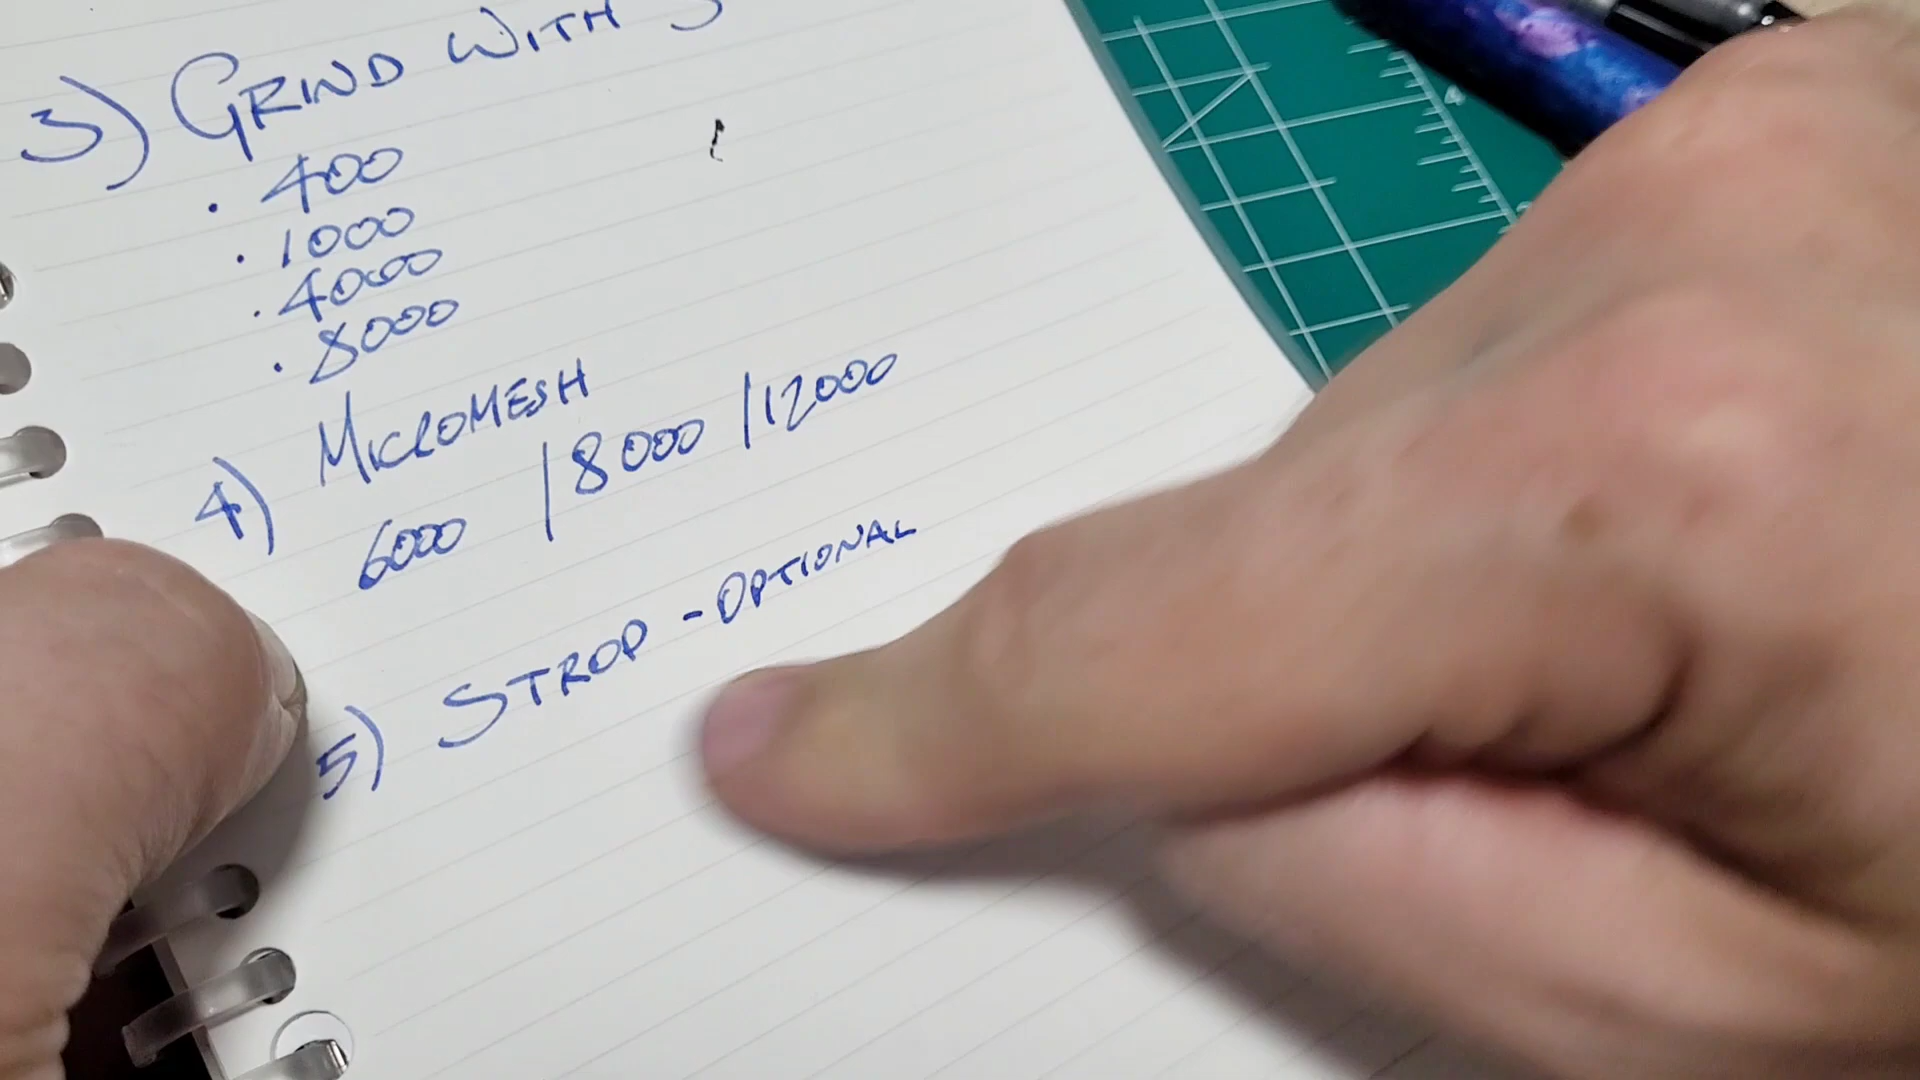 3) GRIND WITH
· 400
· 1000
· 4000
· 8000
4) MICROMESH
6000 / 8000 / 12000
5) STROP - OPTIONAL